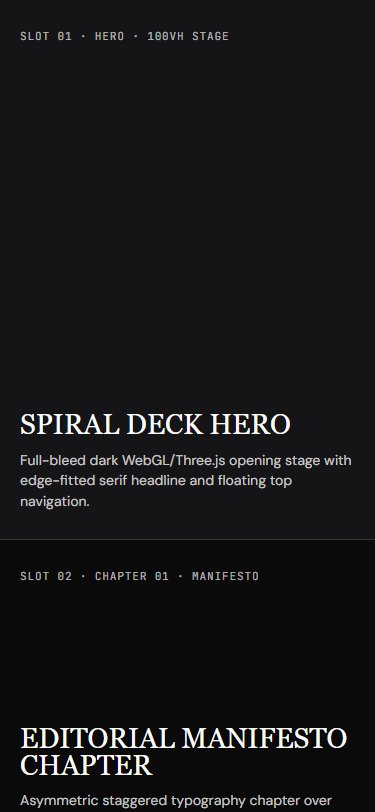 SLOT 01 · HERO · 100VH STAGE
SPIRAL DECK HERO
Full-bleed dark WebGL/Three.js opening stage with
edge-fitted serif headline and floating top
navigation.
SLOT 02 · CHAPTER 01 · MANIFESTO
EDITORIAL MANIFESTO
CHAPTER
Asymmetric staggered typography chapter over